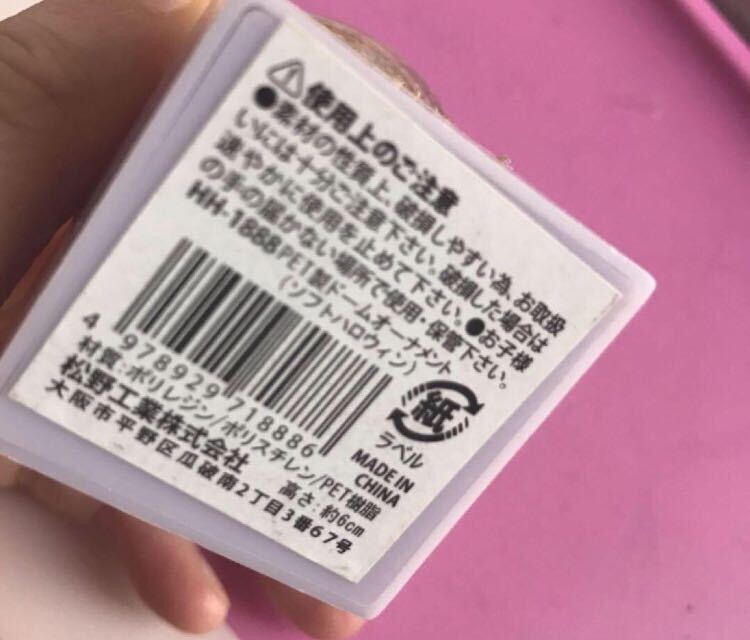 ⚠使用上のご注意
●素材の性質上、破損しやすい為、お取扱
いには十分ご注意下さい。破損した場合は
速やかに使用を止めて下さい。●お子様
の手の届かない場所で使用・保管下さい。
HH-1888 PET製ドームオーナメント
(ソフトハロウィン)
4 978929 718886
紙
ラベル
MADE IN
CHINA
材質:ポリレジン/ポリスチレン/PET樹脂
松野工業株式会社 高さ:約6cm
大阪市平野区瓜破南2丁目3番67号